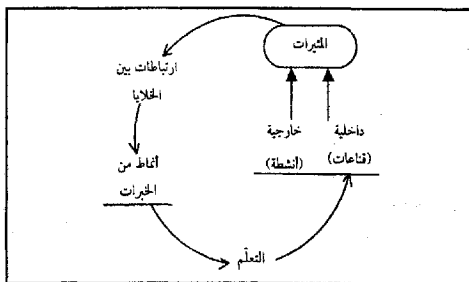 المثيرات
ارتباطات بين
الخلايا
داخلية
خارجية
(قناعات)
(أنشطة)
أنماط من
الخبرات
التعلّم